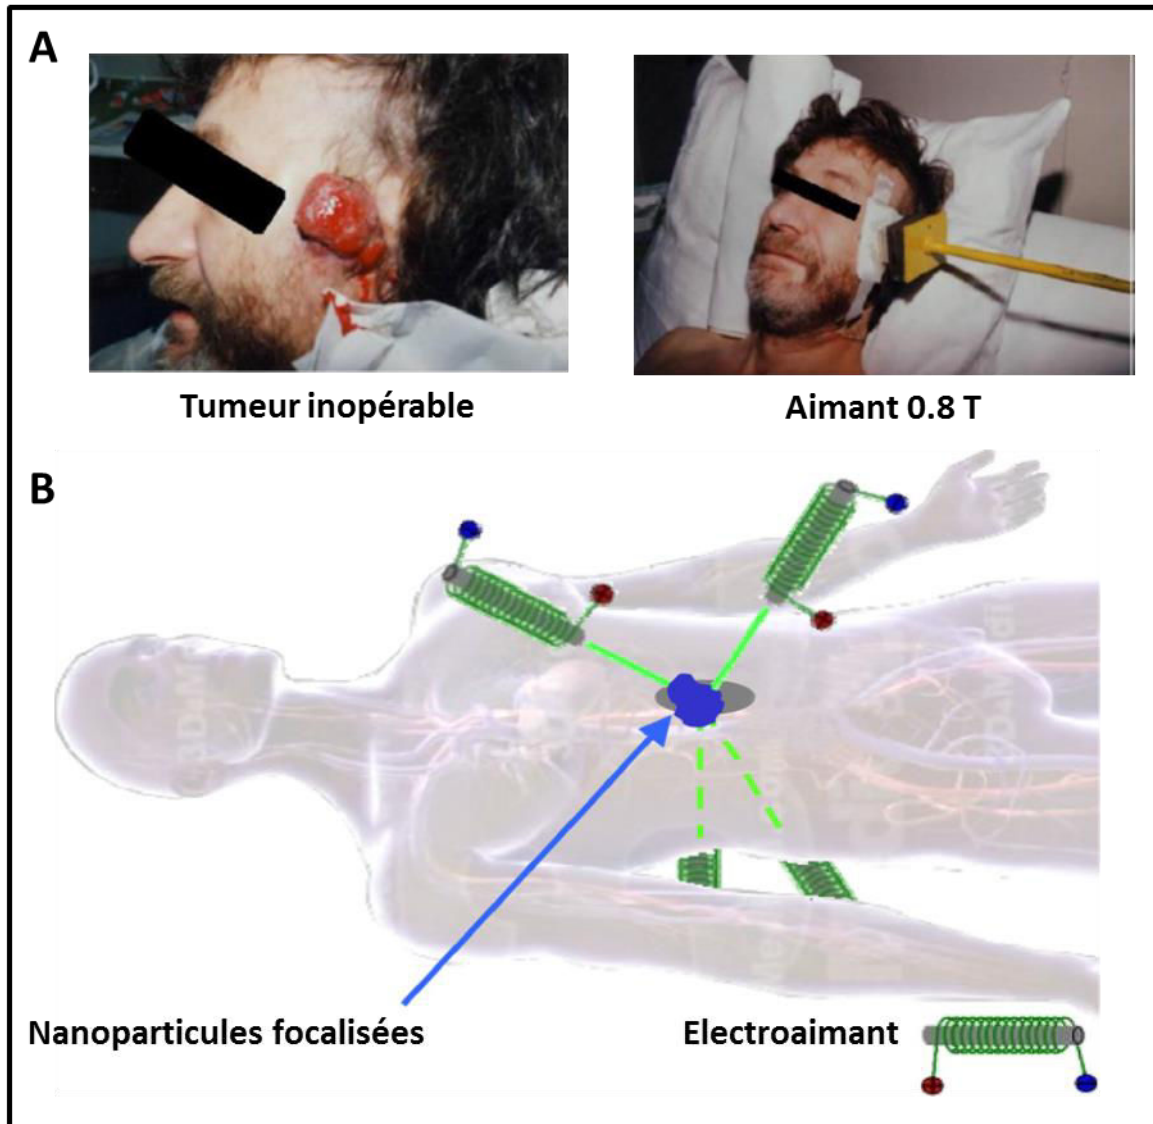 A
Tumeur inopérable
Aimant 0.8 T
B
Nanoparticules focalisées
Electroaimant